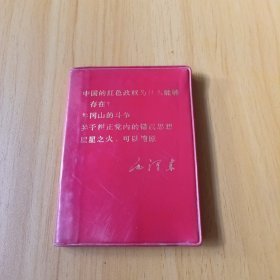 中国的红色政权为什么能够
存在？
井冈山的斗争
关于纠正党内的错误思想
星星之火，可以燎原
毛泽东